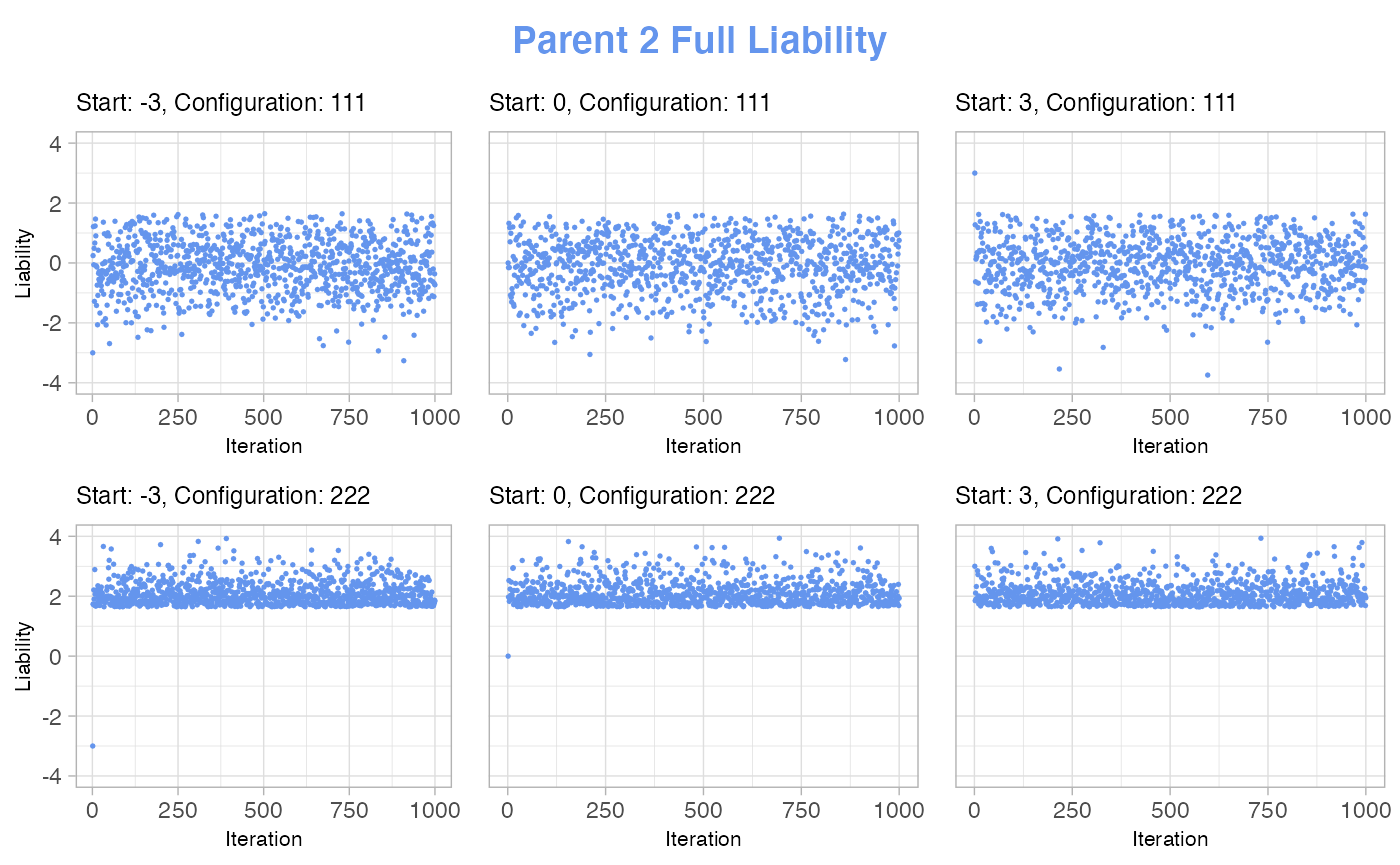 Parent 2 Full Liability
Start: -3, Configuration: 111
Start: 0, Configuration: 111
Start: 3, Configuration: 111
Liability
4
2
0
-2
-4
0 250 500 750 1000
0 250 500 750 1000
0 250 500 750 1000
Iteration
Iteration
Iteration
Start: -3, Configuration: 222
Start: 0, Configuration: 222
Start: 3, Configuration: 222
Liability
4
2
0
-2
-4
0 250 500 750 1000
0 250 500 750 1000
0 250 500 750 1000
Iteration
Iteration
Iteration